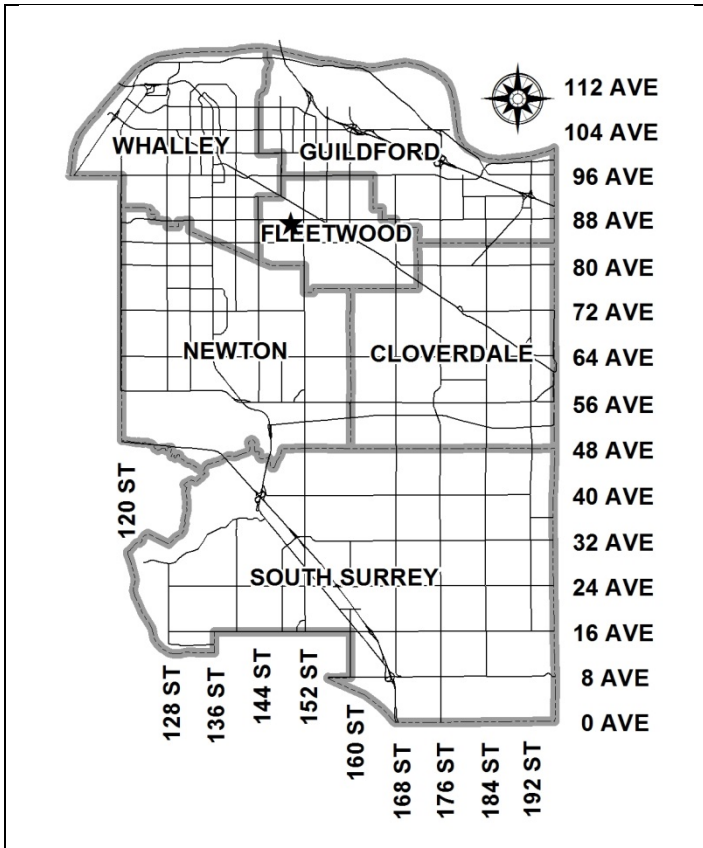 112 AVE
104 AVE
WHALLEY
GUILDFORD
96 AVE
88 AVE
FLEETWOOD
80 AVE
72 AVE
NEWTON
CLOVERDALE
64 AVE
56 AVE
48 AVE
120 ST
40 AVE
32 AVE
SOUTH SURREY
24 AVE
16 AVE
128 ST
136 ST
144 ST
152 ST
160 ST
8 AVE
0 AVE
168 ST
176 ST
184 ST
192 ST